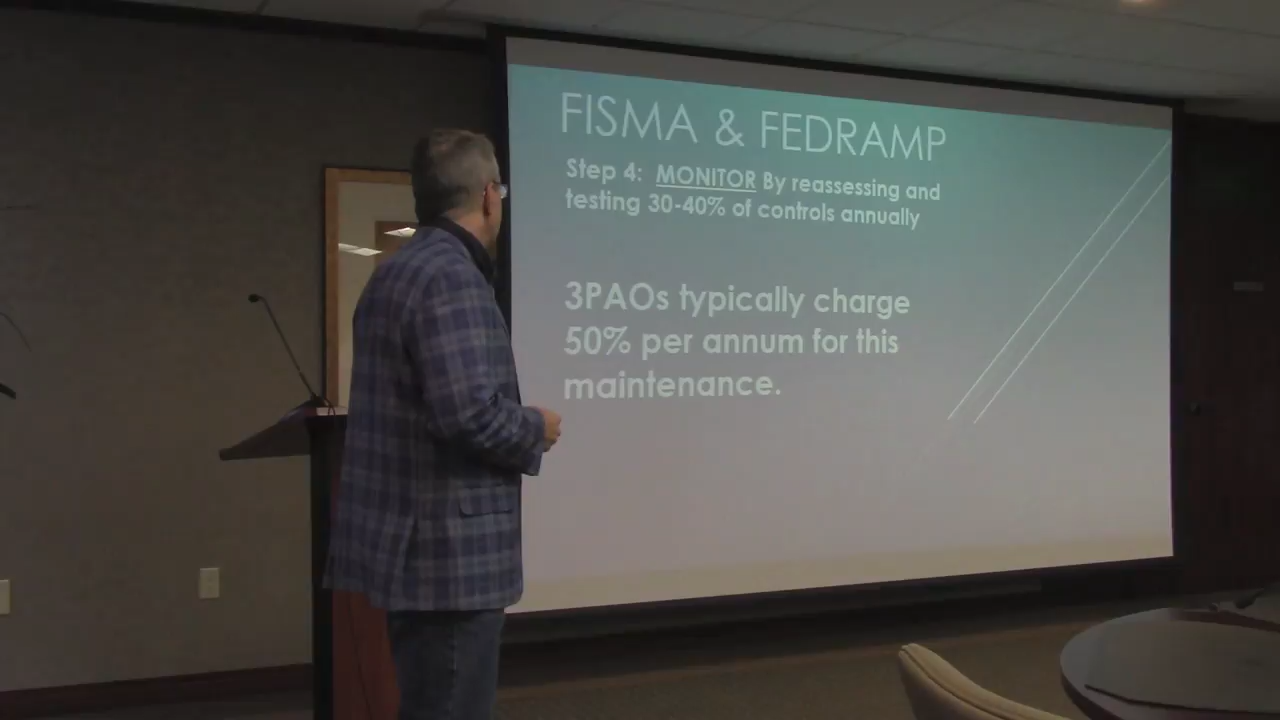 FISMA & FEDRAMP
Step 4: MONITOR By reassessing and
testing 30-40% of controls annually
3PAOs typically charge
50% per annum for this
maintenance.